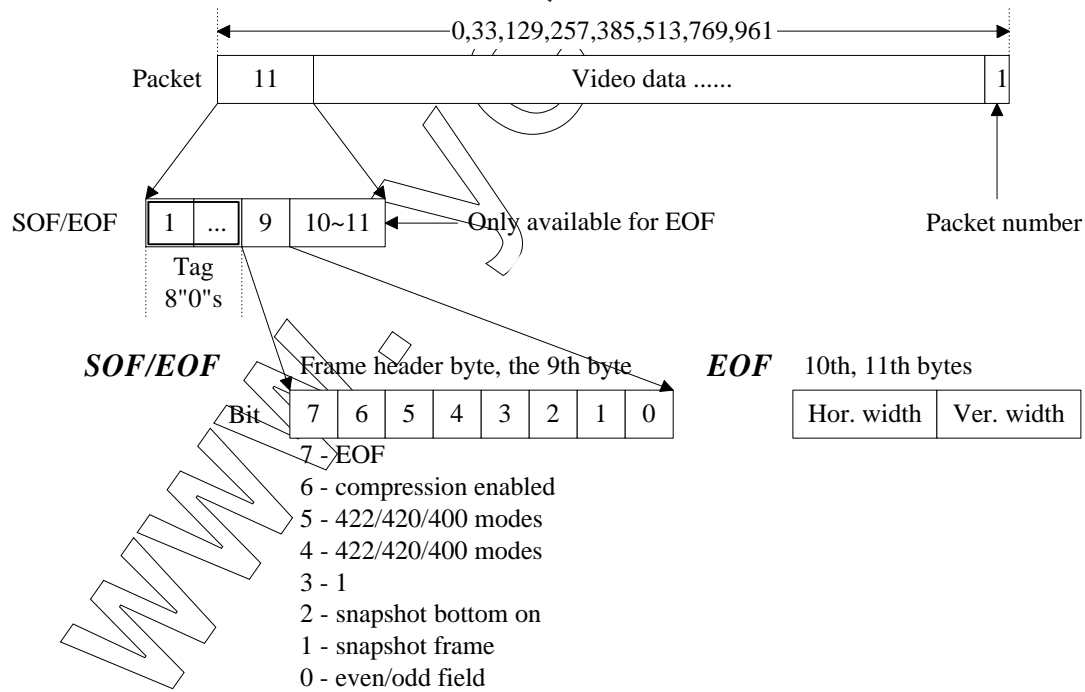 0,33,129,257,385,513,769,961
Packet 11 Video data ...... 1
SOF/EOF 1 ... 9 10~11 Only available for EOF Packet number
Tag
8"0"s
SOF/EOF Frame header byte, the 9th byte EOF 10th, 11th bytes
Bit 7 6 5 4 3 2 1 0 Hor. width Ver. width
7 - EOF
6 - compression enabled
5 - 422/420/400 modes
4 - 422/420/400 modes
3 - 1
2 - snapshot bottom on
1 - snapshot frame
0 - even/odd field
www.